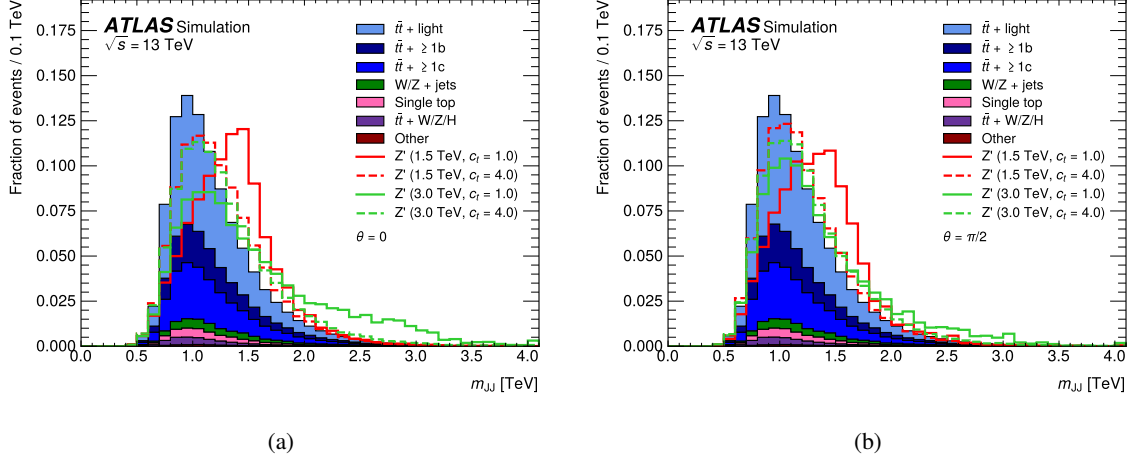 Fraction of events / 0.1 TeV
0.175
0.150
0.125
0.100
0.075
0.050
0.025
0.000
ATLAS Simulation
√s = 13 TeV
tt̄ + light
tt̄ + ≥ 1b
tt̄ + ≥ 1c
W/Z + jets
Single top
tt̄ + W/Z/H
Other
Z' (1.5 TeV, cₜ = 1.0)
Z' (1.5 TeV, cₜ = 4.0)
Z' (3.0 TeV, cₜ = 1.0)
Z' (3.0 TeV, cₜ = 4.0)
θ = 0
0.0 0.5 1.0 1.5 2.0 2.5 3.0 3.5 4.0
m_JJ [TeV]
(a)
Fraction of events / 0.1 TeV
0.175
0.150
0.125
0.100
0.075
0.050
0.025
0.000
ATLAS Simulation
√s = 13 TeV
tt̄ + light
tt̄ + ≥ 1b
tt̄ + ≥ 1c
W/Z + jets
Single top
tt̄ + W/Z/H
Other
Z' (1.5 TeV, cₜ = 1.0)
Z' (1.5 TeV, cₜ = 4.0)
Z' (3.0 TeV, cₜ = 1.0)
Z' (3.0 TeV, cₜ = 4.0)
θ = π/2
0.0 0.5 1.0 1.5 2.0 2.5 3.0 3.5 4.0
m_JJ [TeV]
(b)